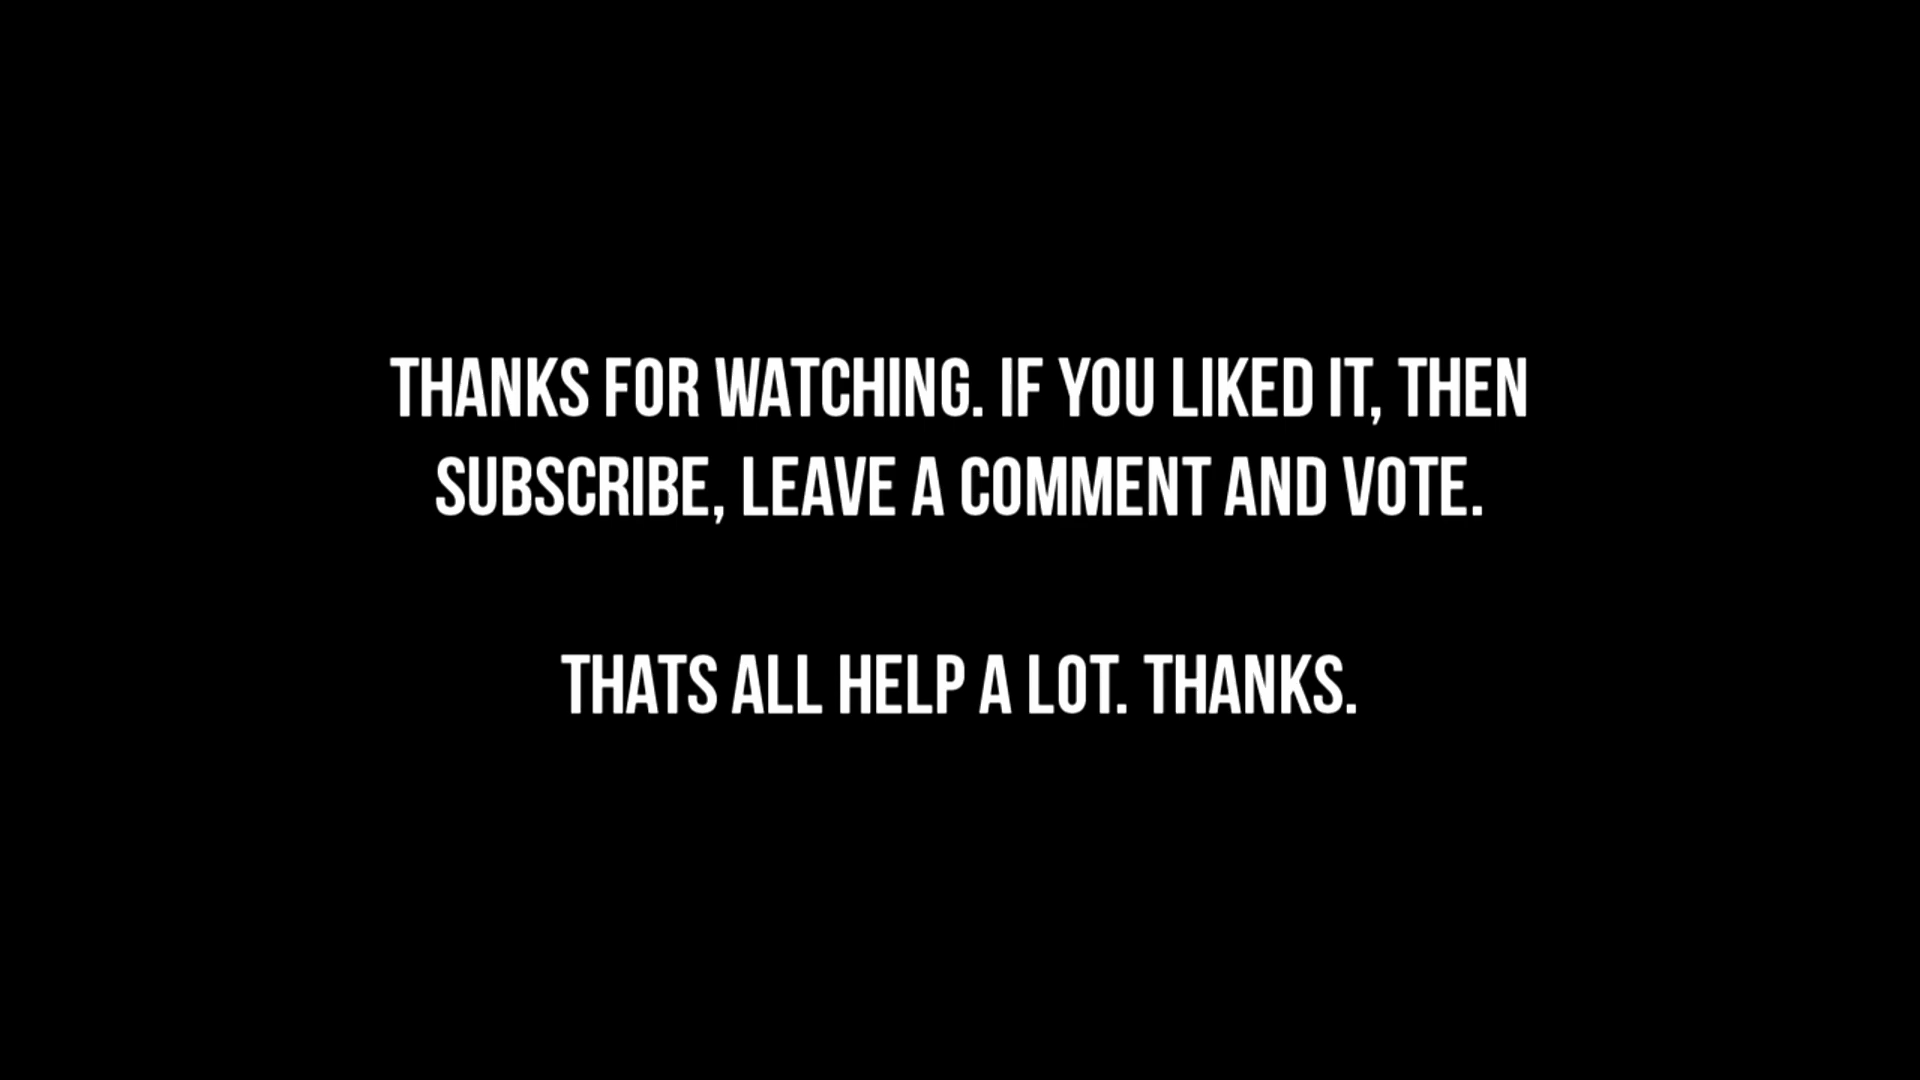 THANKS FOR WATCHING. IF YOU LIKED IT, THEN
SUBSCRIBE, LEAVE A COMMENT AND VOTE.
THATS ALL HELP A LOT. THANKS.